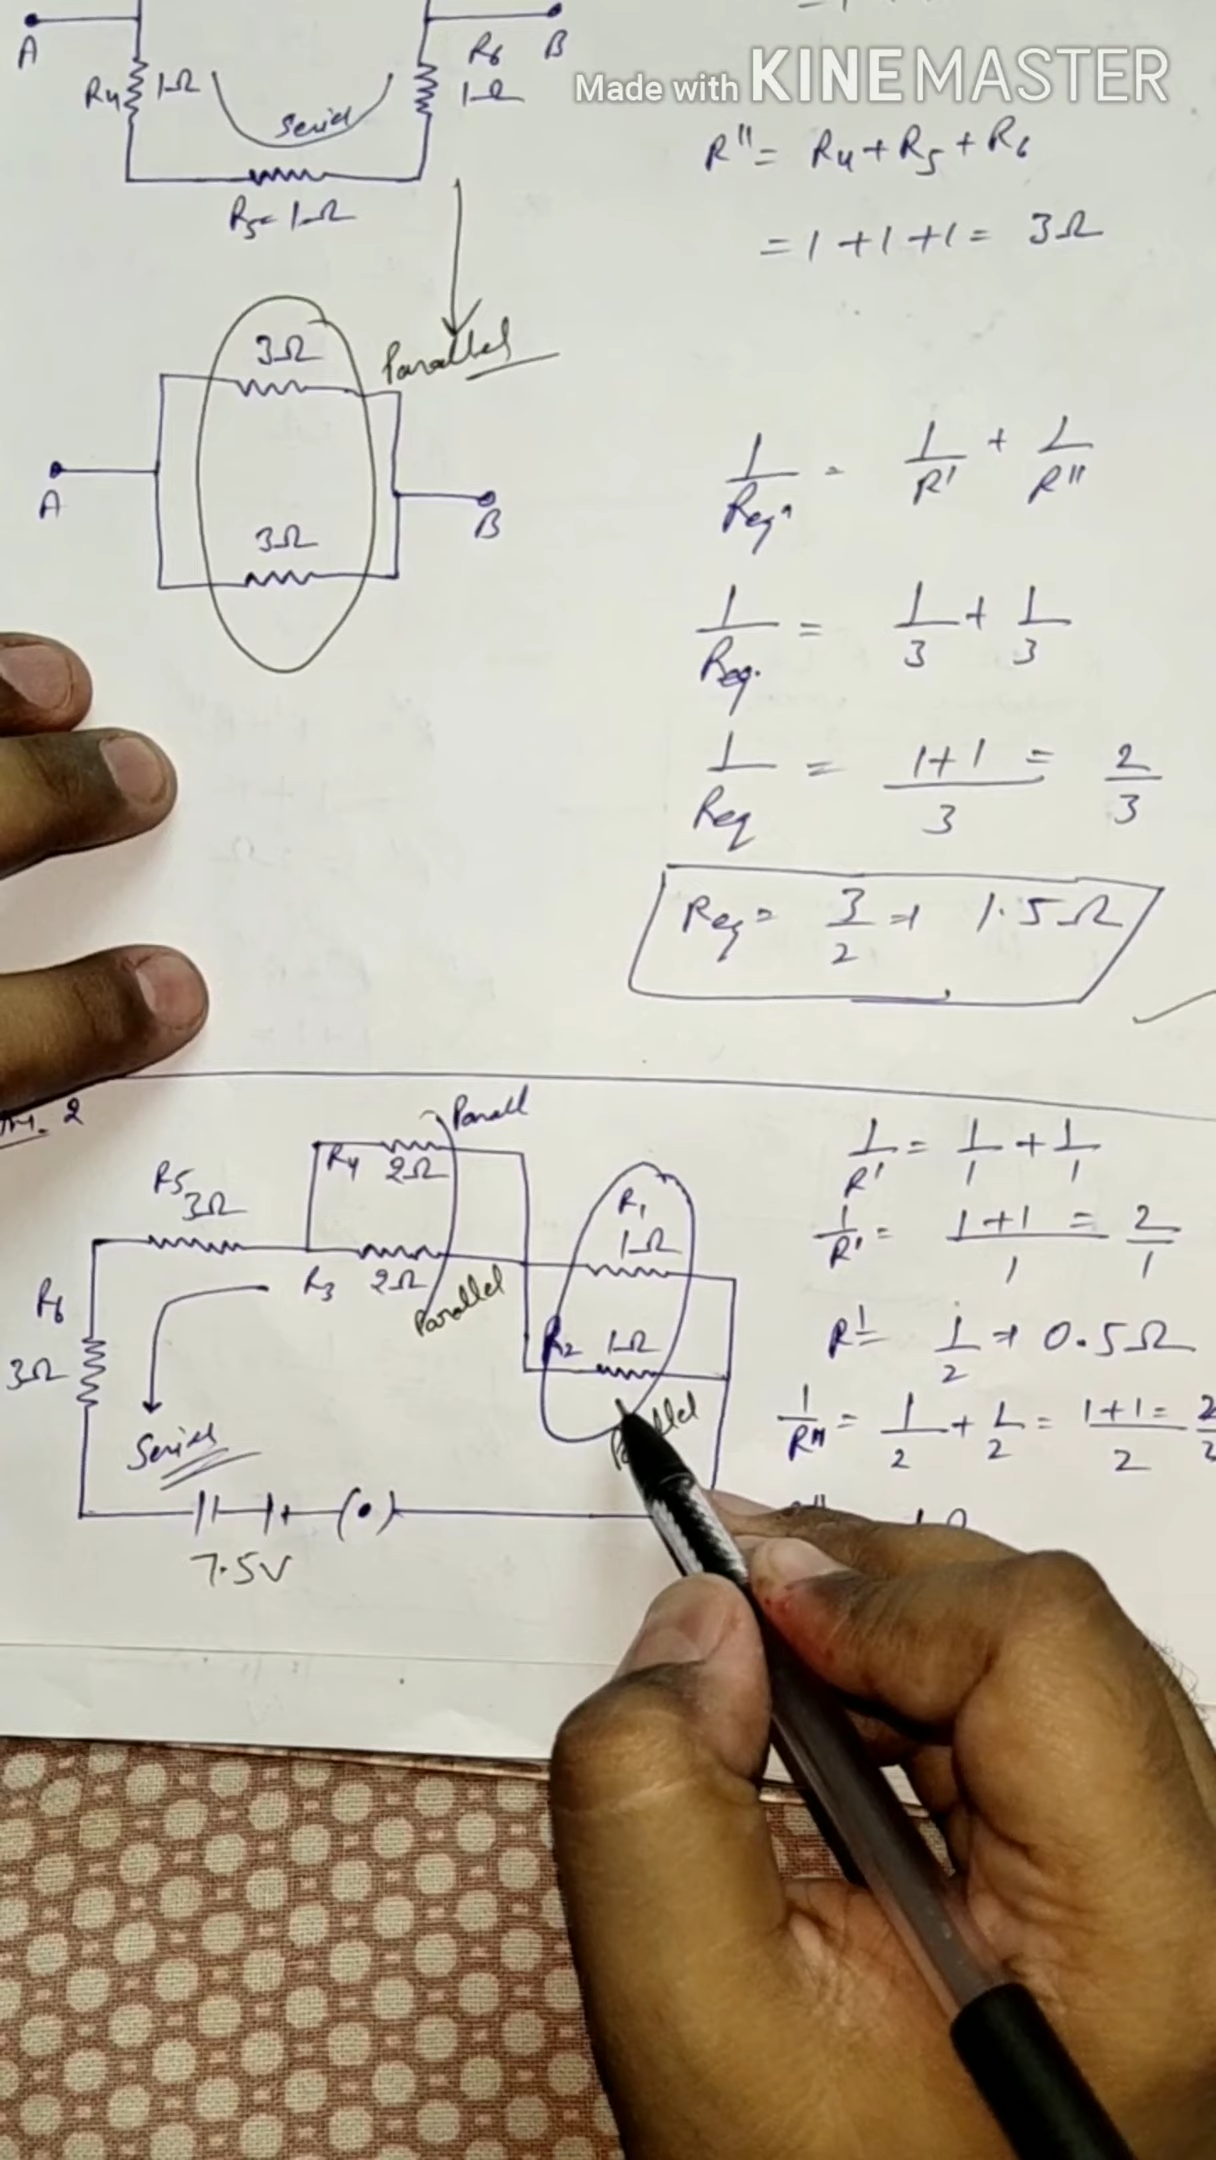 A
R4 1Ω
Series
R6
1Ω
B
R5= 1Ω
Made with KINEMASTER
R" = R4 + R5 + R6
= 1 + 1 + 1 = 3Ω
3Ω
Parallel
A
3Ω
B
1/Req. = 1/R' + 1/R"
1/Req. = 1/3 + 1/3
1/Req = 1+1/3 = 2/3
Req = 3/2 ⇒ 1.5Ω
2
Parall
R4 2Ω
R5 3Ω
R3 2Ω
Parallel
R1
1Ω
R2 1Ω
R6
3Ω
Series
7.5V
1/R' = 1/1 + 1/1
1/R' = 1+1/1 = 2/1
R' = 1/2 ⇒ 0.5Ω
1/R" = 1/2 + 1/2 = 1+1/2 = 2/2